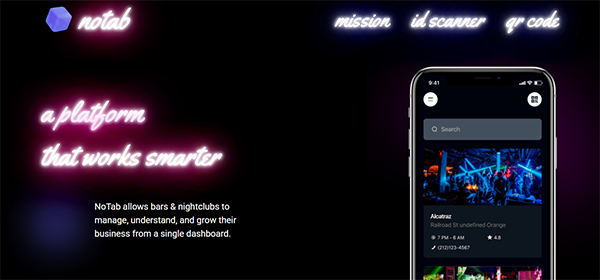 notab
mission id scanner qr code
a platform
that works smarter
NoTab allows bars & nightclubs to
manage, understand, and grow their
business from a single dashboard.
9:41
Search
Alcatraz
Railroad St undefined Orange
7 PM - 6 AM 4.8
(212)123-4567